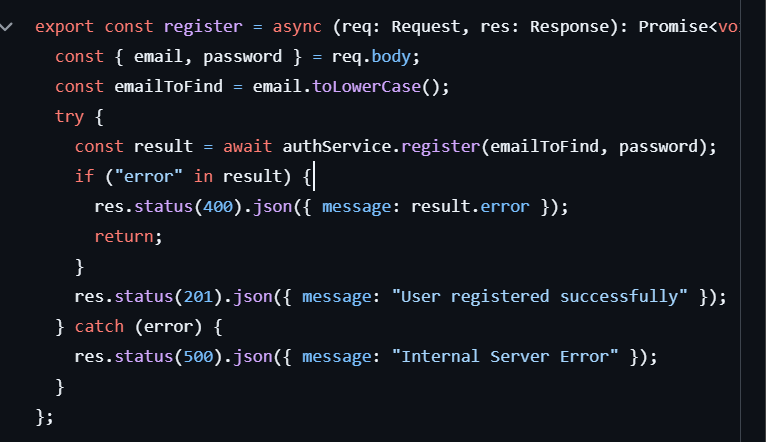 export const register = async (req: Request, res: Response): Promise<vo
const { email, password } = req.body;
const emailToFind = email.toLowerCase();
try {
const result = await authService.register(emailToFind, password);
if ("error" in result) {
res.status(400).json({ message: result.error });
return;
}
res.status(201).json({ message: "User registered successfully" });
} catch (error) {
res.status(500).json({ message: "Internal Server Error" });
}
};